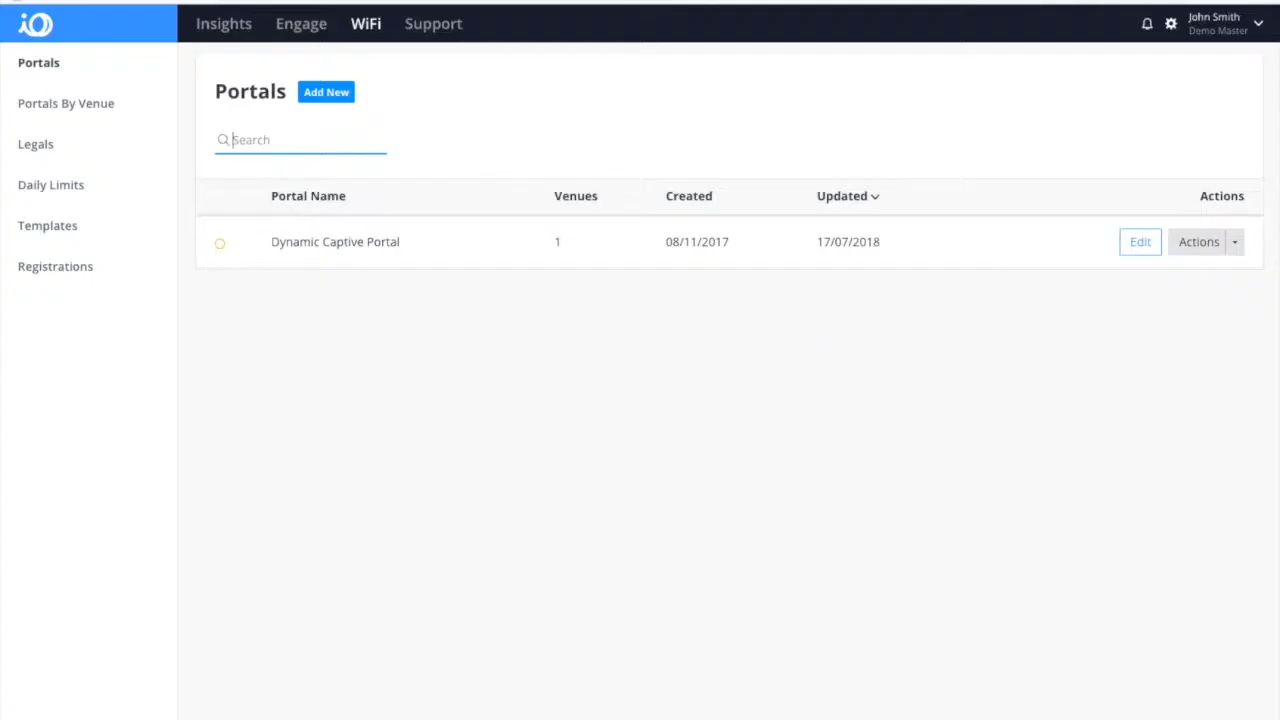 iO
Insights Engage WiFi Support
John Smith
Demo Master
Portals
Portals By Venue
Legals
Daily Limits
Templates
Registrations
Portals Add New
Search
Portal Name Venues Created Updated Actions
Dynamic Captive Portal 1 08/11/2017 17/07/2018 Edit Actions